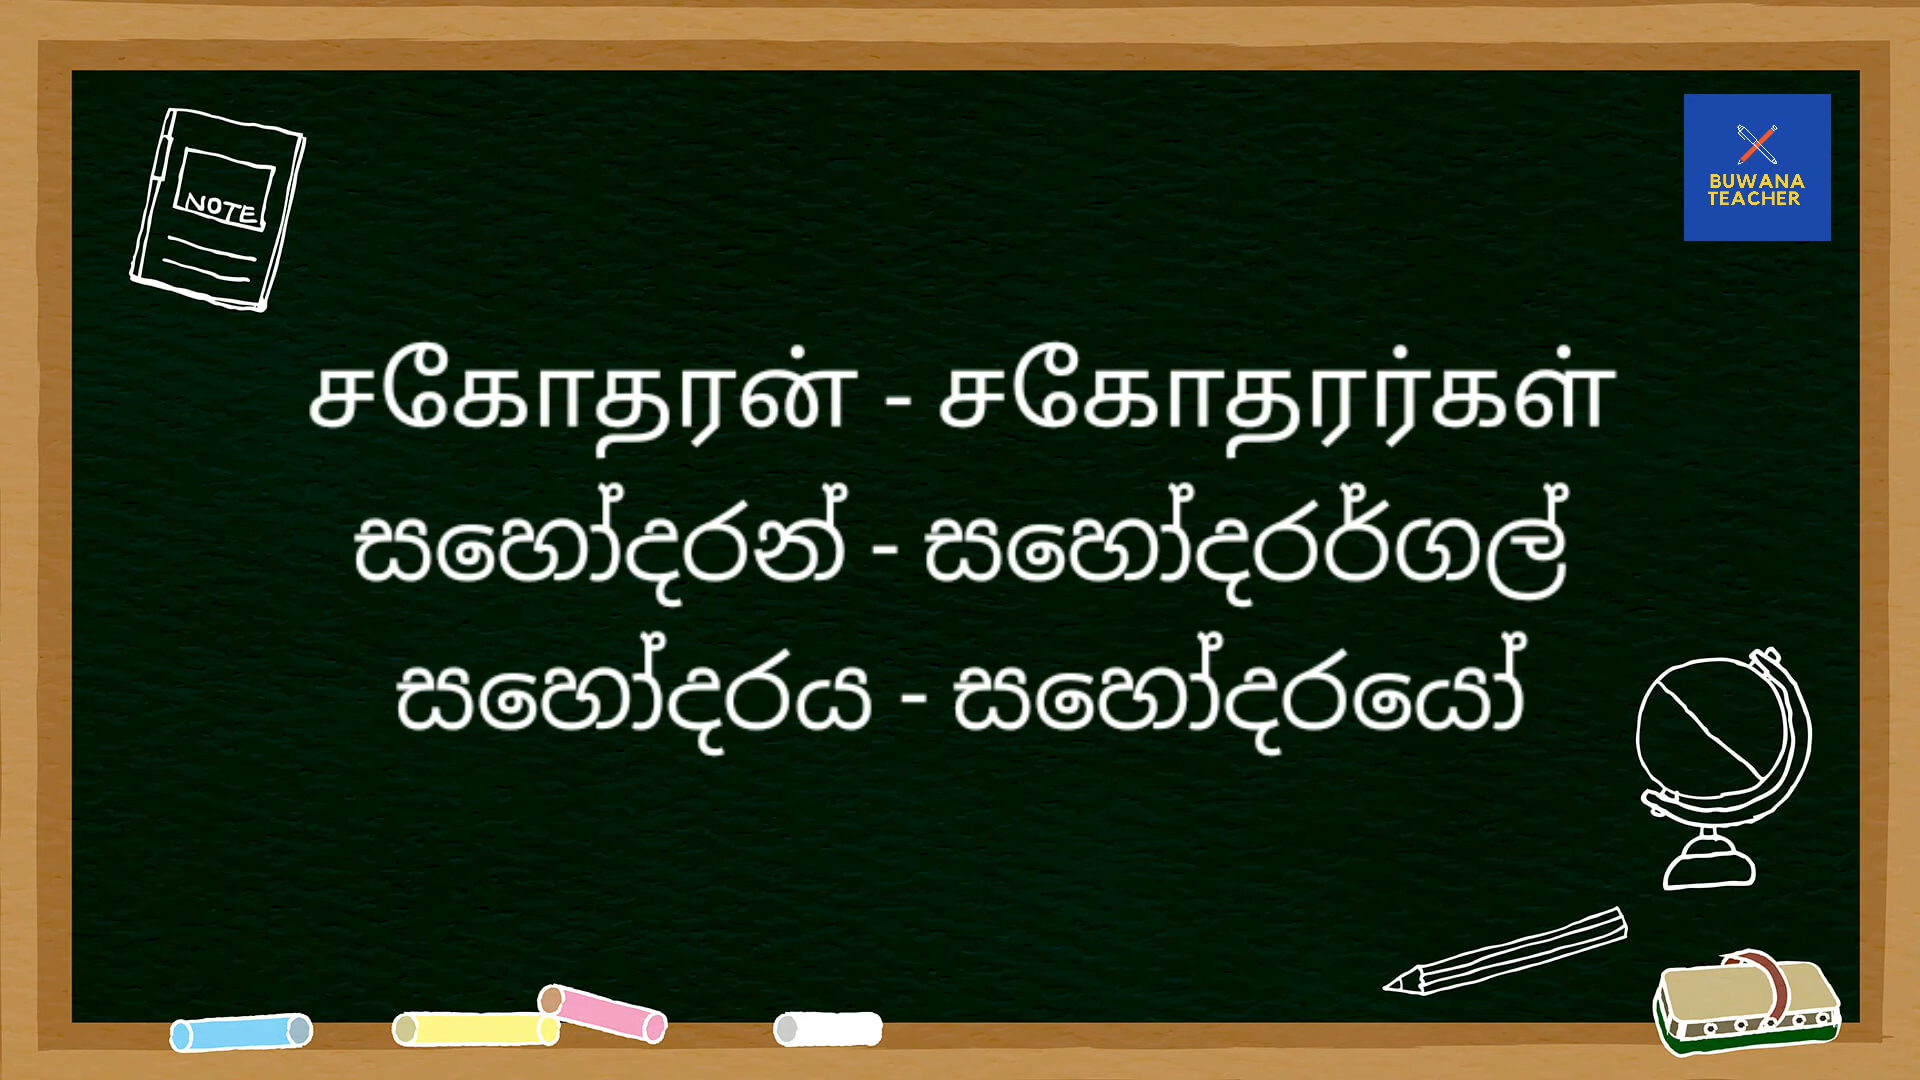 NOTE
BUWANA
TEACHER
சகோதரன் - சகோதரர்கள்
සහෝදරන් - සහෝදරර්ගල්
සහෝදරය - සහෝදරයෝ